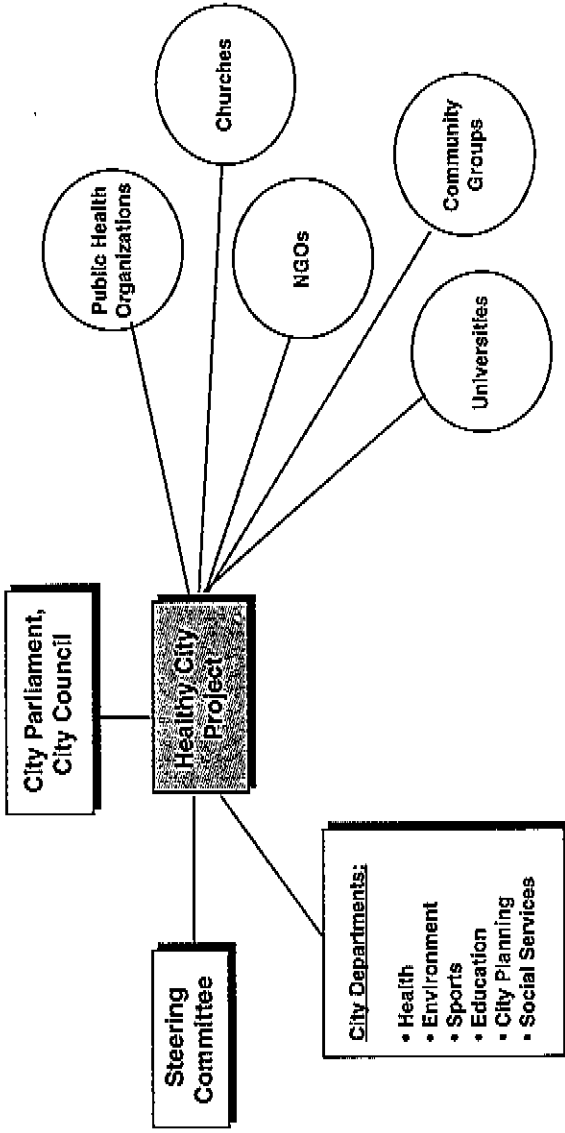 City Parliament,
City Council
Steering
Committee
Healthy City
Project
City Departments:
• Health
• Environment
• Sports
• Education
• City Planning
• Social Services
Public Health
Organizations
Churches
NGOs
Community
Groups
Universities